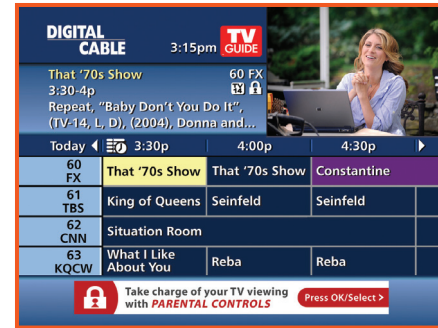 DIGITAL
CABLE
3:15pm
TV
GUIDE
That '70s Show
60 FX
3:30-4p
TV
Repeat, "Baby Don't You Do It",
(TV-14, L, D), (2004), Donna and...
Today
3:30p
4:00p
4:30p
60
FX
That '70s Show
That '70s Show
Constantine
61
TBS
King of Queens
Seinfeld
Seinfeld
62
CNN
Situation Room
63
KQCW
What I Like
About You
Reba
Reba
Take charge of your TV viewing
with PARENTAL CONTROLS
Press OK/Select >